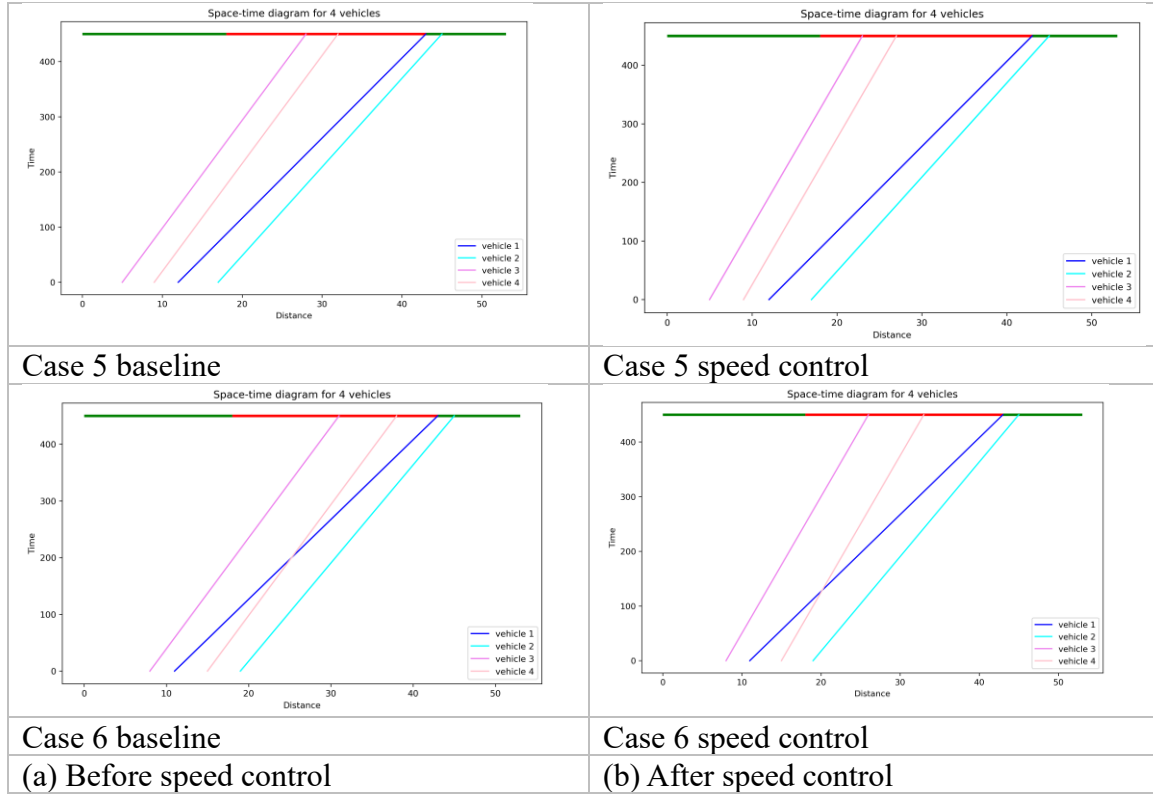 Space-time diagram for 4 vehicles
400
300
200
100
0
Time
0 10 20 30 40 50
Distance
vehicle 1
vehicle 2
vehicle 3
vehicle 4
Case 5 baseline
Space-time diagram for 4 vehicles
400
300
200
100
0
Time
0 10 20 30 40 50
Distance
vehicle 1
vehicle 2
vehicle 3
vehicle 4
Case 5 speed control
Space-time diagram for 4 vehicles
400
300
200
100
0
Time
0 10 20 30 40 50
Distance
vehicle 1
vehicle 2
vehicle 3
vehicle 4
Case 6 baseline
Space-time diagram for 4 vehicles
400
300
200
100
0
Time
0 10 20 30 40 50
Distance
vehicle 1
vehicle 2
vehicle 3
vehicle 4
Case 6 speed control
(a) Before speed control
(b) After speed control